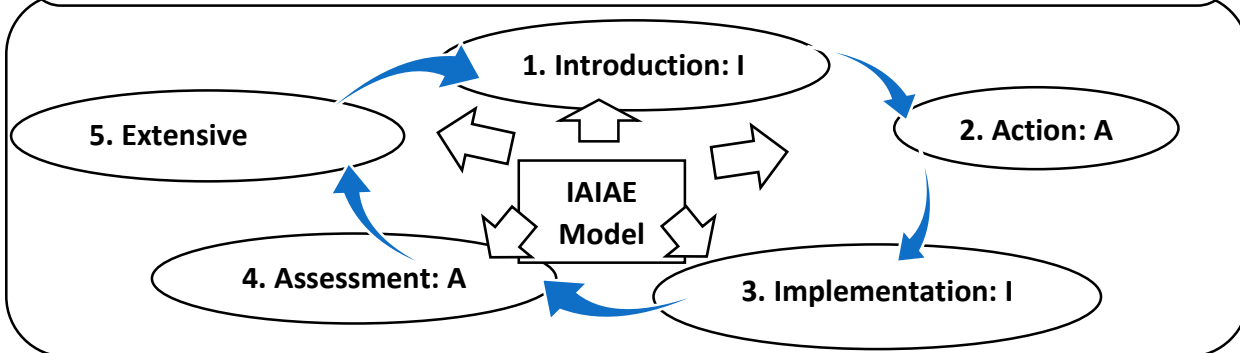 1. Introduction: I
2. Action: A
3. Implementation: I
4. Assessment: A
5. Extensive
IAIAE
Model